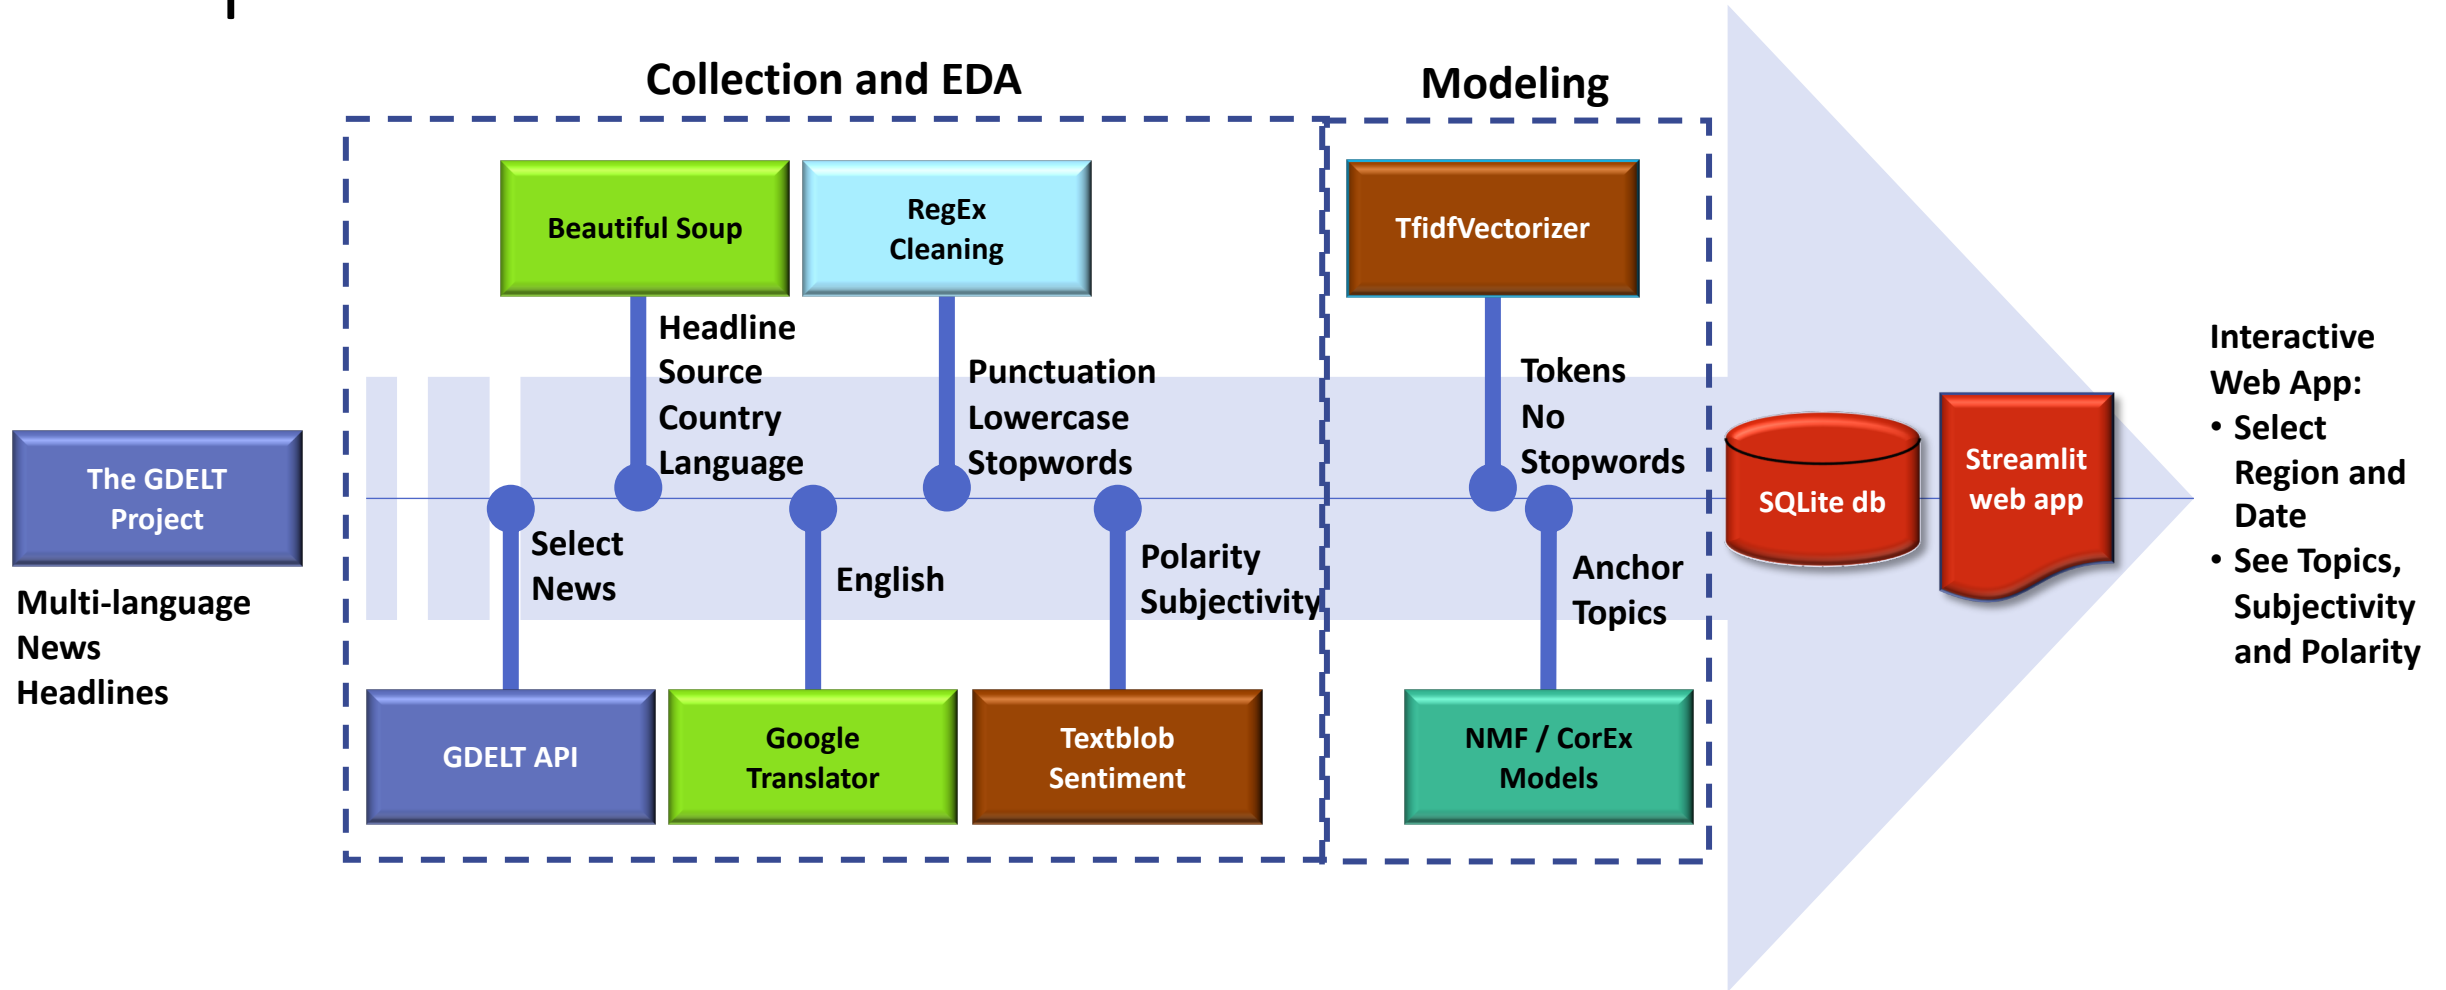 Collection and EDA
Modeling
Beautiful Soup
RegEx
Cleaning
TfidfVectorizer
Headline
Source
Country
Language
Punctuation
Lowercase
Stopwords
Tokens
No
Stopwords
The GDELT
Project
Multi-language
News
Headlines
Select
News
English
Polarity
Subjectivity
Anchor
Topics
GDELT API
Google
Translator
Textblob
Sentiment
NMF / CorEx
Models
SQLite db
Streamlit
web app
Interactive
Web App:
• Select
Region and
Date
• See Topics,
Subjectivity
and Polarity